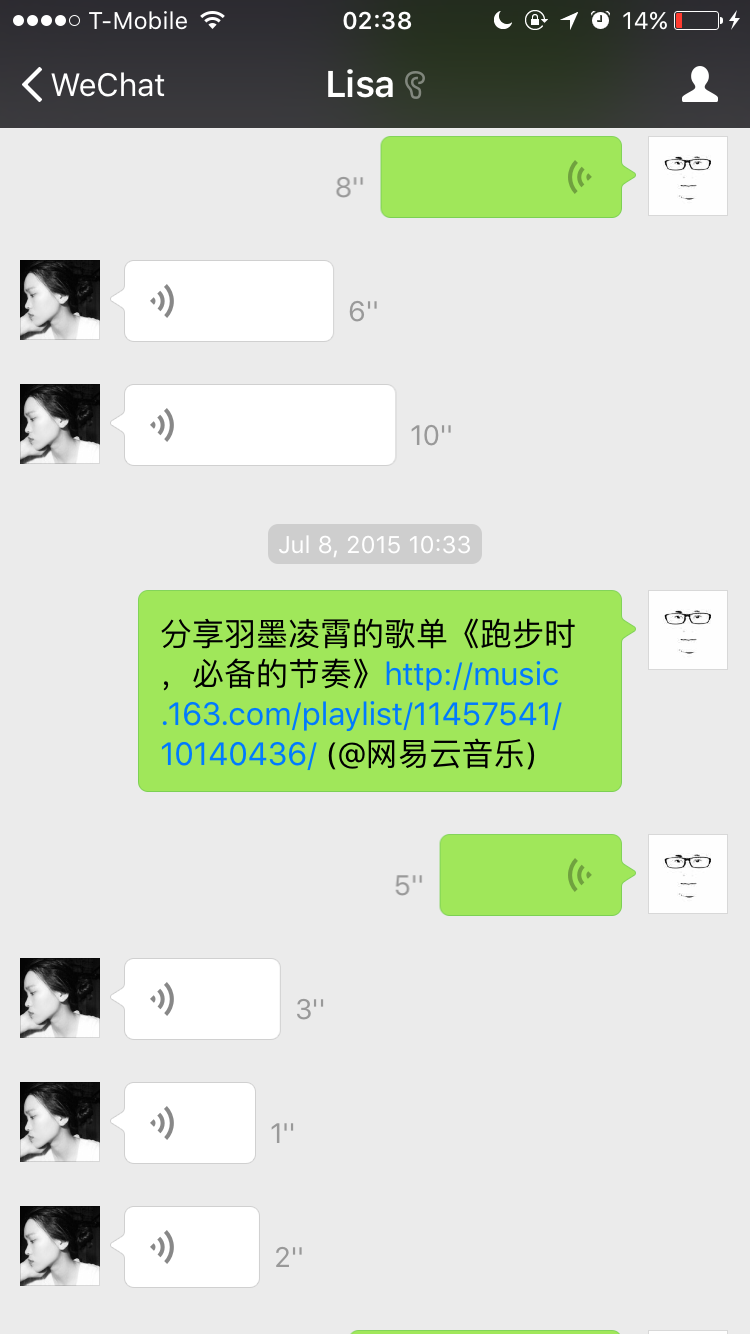 T-Mobile 02:38 14%
WeChat Lisa
8''
6''
10''
Jul 8, 2015 10:33
分享羽墨凌霄的歌单《跑步时
，必备的节奏》http://music
.163.com/playlist/11457541/
10140436/ (@网易云音乐)
5''
3''
1''
2''